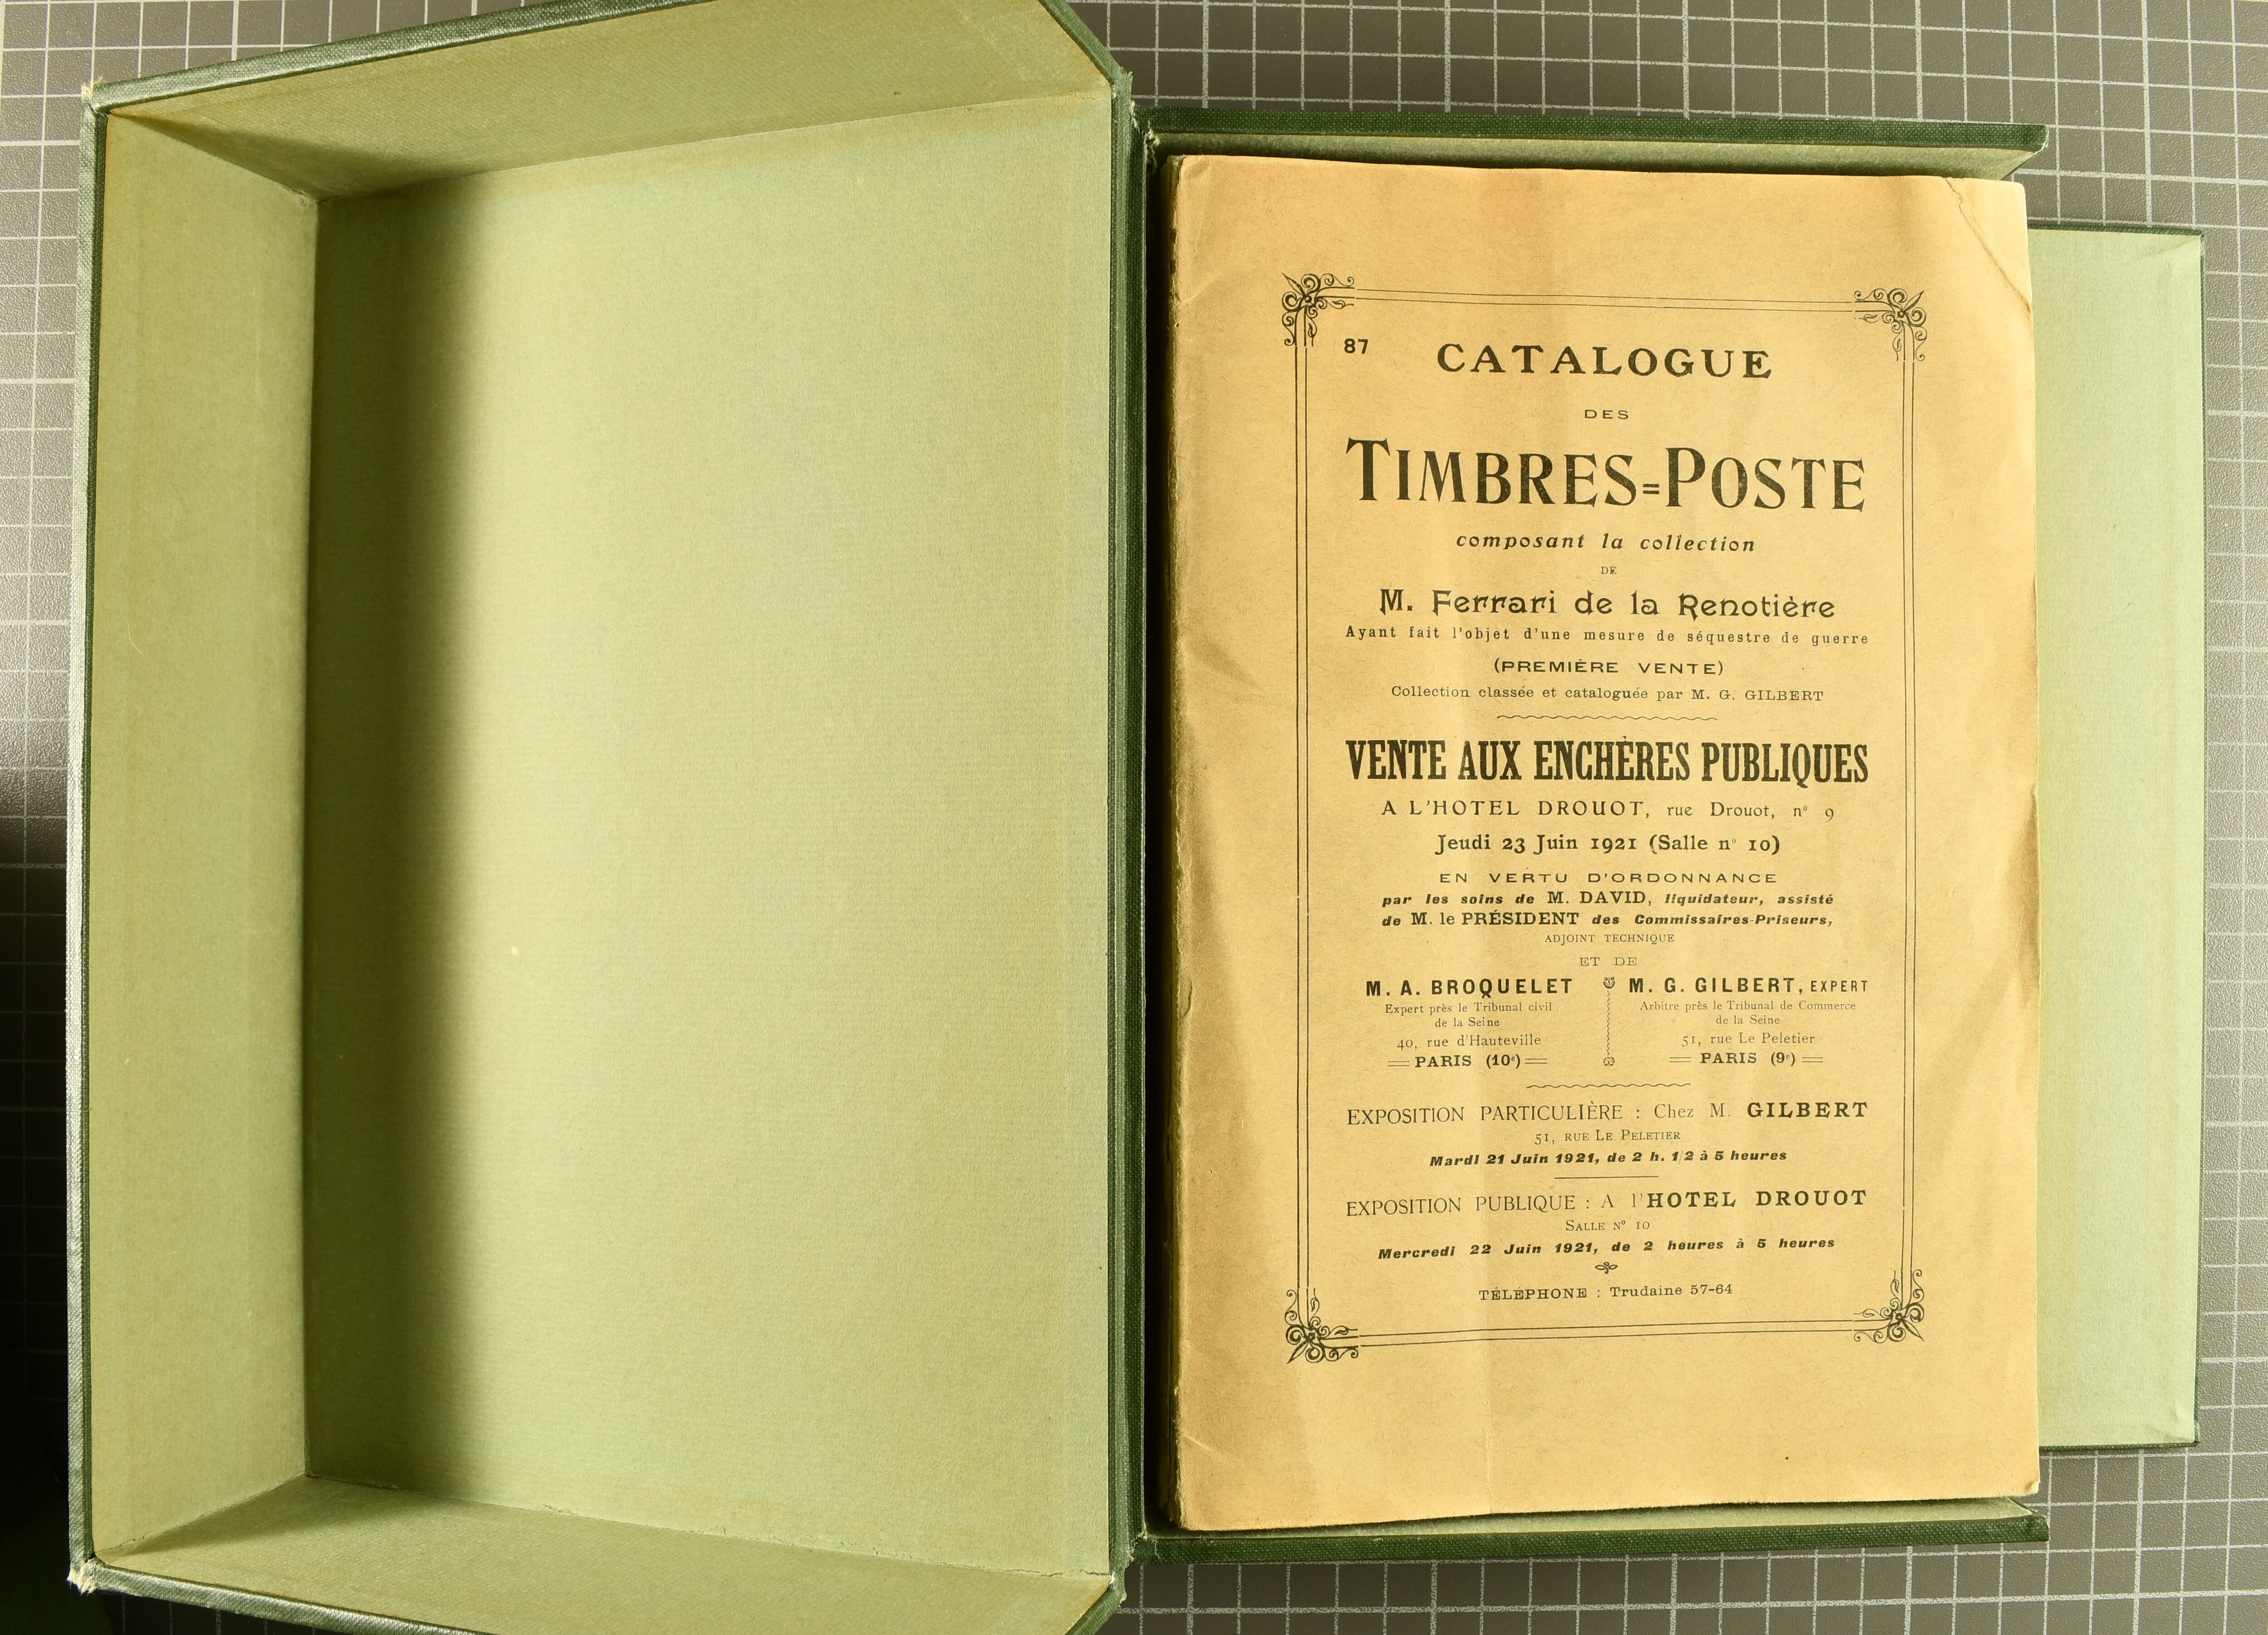 87
CATALOGUE
DES
TIMBRES=POSTE
composant la collection
DE
M. Ferrari de la Renotière
Ayant fait l'objet d'une mesure de séquestre de guerre
(PREMIÈRE VENTE)
Collection classée et cataloguée par M. G. GILBERT
VENTE AUX ENCHÈRES PUBLIQUES
A L'HOTEL DROUOT, rue Drouot, n° 9
Jeudi 23 Juin 1921 (Salle n° 10)
EN VERTU D'ORDONNANCE
par les soins de M. DAVID, liquidateur, assisté
de M. le PRÉSIDENT des Commissaires-Priseurs,
ADJOINT TECHNIQUE
ET DE
M. A. BROQUELET
Expert près le Tribunal civil
de la Seine
40, rue d'Hauteville
PARIS (10e)
M. G. GILBERT, EXPERT
Arbitre près le Tribunal de Commerce
de la Seine
51, rue Le Peletier
PARIS (9e)
EXPOSITION PARTICULIÈRE : Chez M. GILBERT
51, RUE LE PELETIER
Mardi 21 Juin 1921, de 2 h. 1/2 à 5 heures
EXPOSITION PUBLIQUE : A l'HOTEL DROUOT
SALLE N° 10
Mercredi 22 Juin 1921, de 2 heures à 5 heures
TÉLÉPHONE : Trudaine 57-64